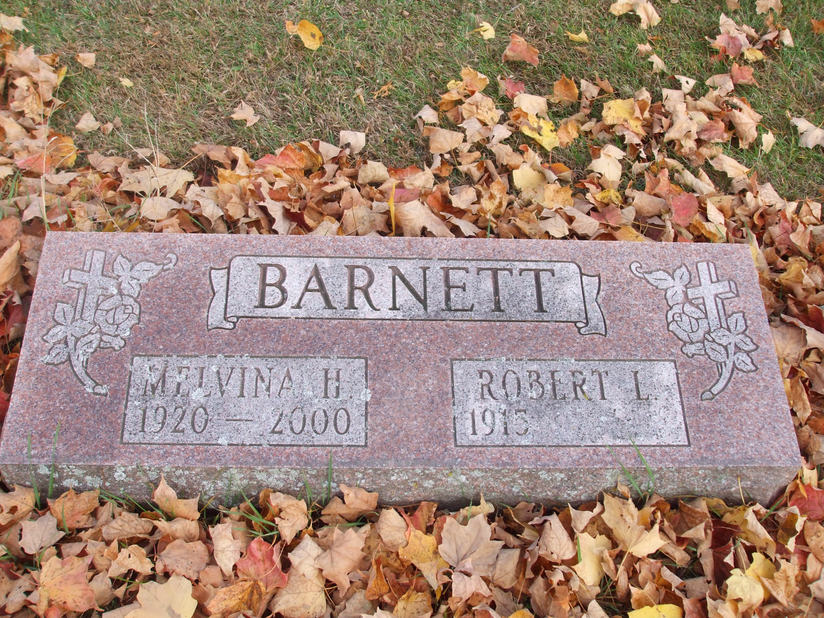 BARNETT
MELVINA H.
1920 — 2000
ROBERT L.
1915